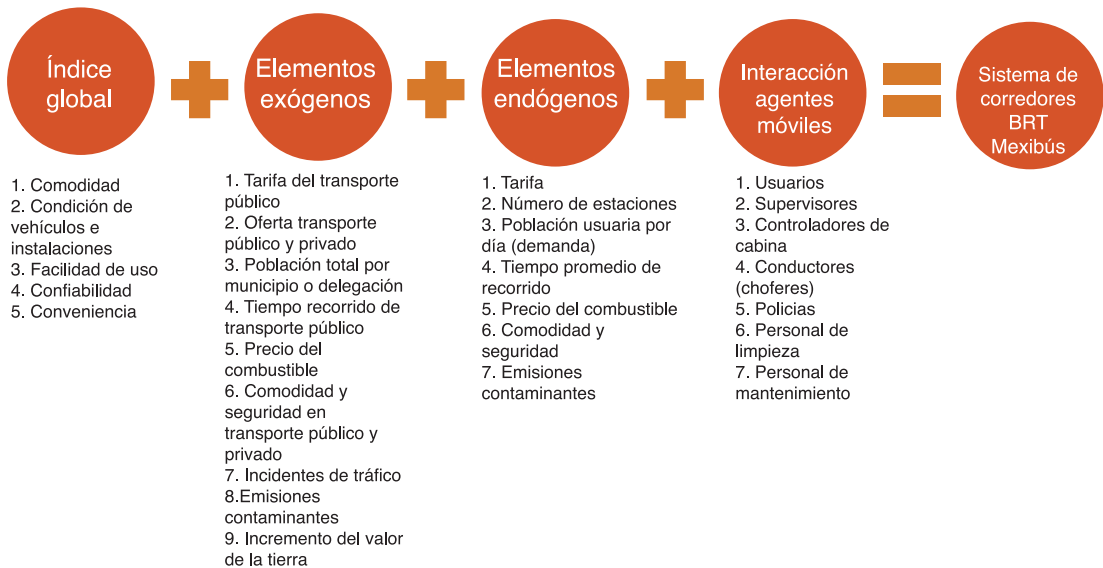 Índice
global
Elementos
exógenos
Elementos
endógenos
Interacción
agentes
móviles
Sistema de
corredores
BRT
Mexibús
1. Comodidad
2. Condición de
vehículos e
instalaciones
3. Facilidad de uso
4. Confiabilidad
5. Conveniencia
1. Tarifa del transporte
público
2. Oferta transporte
público y privado
3. Población total por
municipio o delegación
4. Tiempo recorrido de
transporte público
5. Precio del
combustible
6. Comodidad y
seguridad en
transporte público y
privado
7. Incidentes de tráfico
8.Emisiones
contaminantes
9. Incremento del valor
de la tierra
1. Tarifa
2. Número de estaciones
3. Población usuaria por
día (demanda)
4. Tiempo promedio de
recorrido
5. Precio del combustible
6. Comodidad y
seguridad
7. Emisiones
contaminantes
1. Usuarios
2. Supervisores
3. Controladores de
cabina
4. Conductores
(choferes)
5. Policias
6. Personal de
limpieza
7. Personal de
mantenimiento